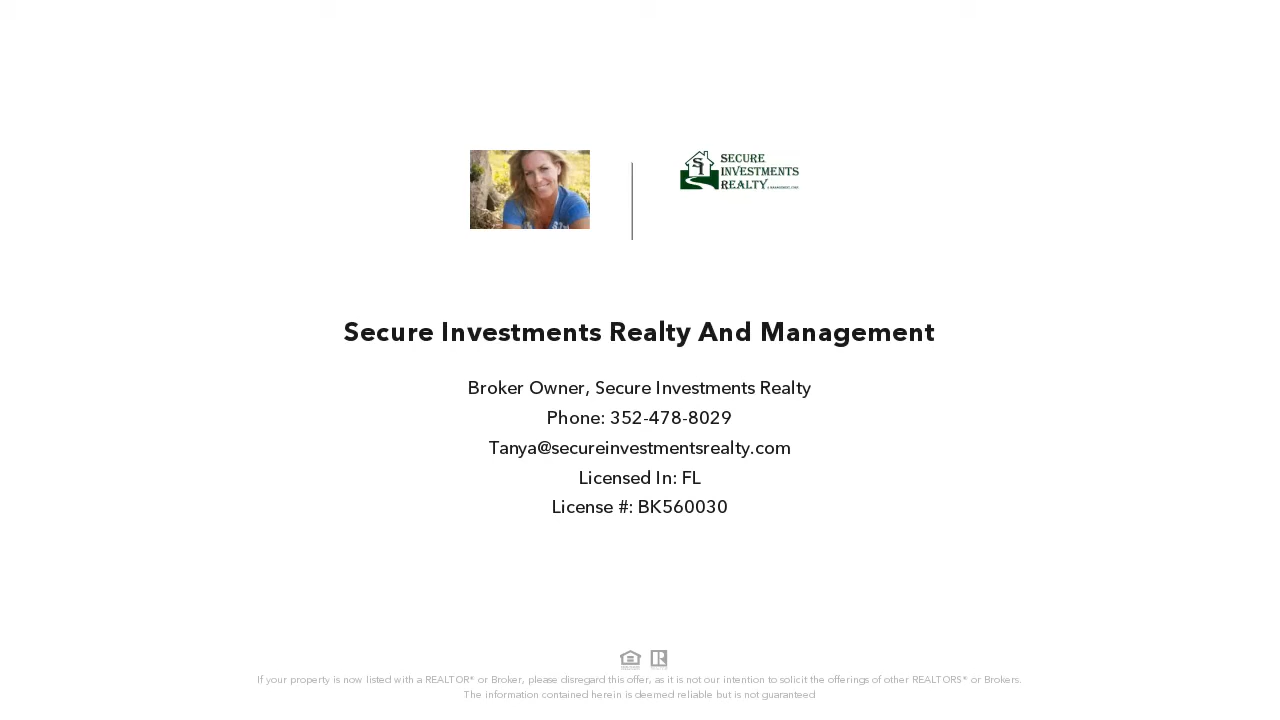 SECURE
INVESTMENTS
REALTY
Secure Investments Realty And Management
Broker Owner, Secure Investments Realty
Phone: 352-478-8029
Tanya@secureinvestmentsrealty.com
Licensed In: FL
License #: BK560030
If your property is now listed with a REALTOR® or Broker, please disregard this offer, as it is not our intention to solicit the offerings of other REALTORS® or Brokers.
The information contained herein is deemed reliable but is not guaranteed